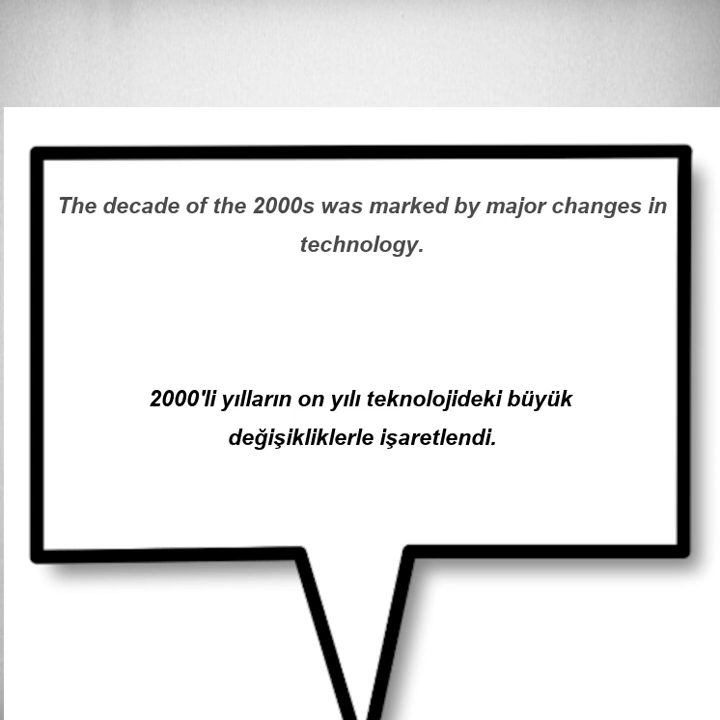 The decade of the 2000s was marked by major changes in
technology.
2000'li yılların on yılı teknolojideki büyük
değişikliklerle işaretlendi.